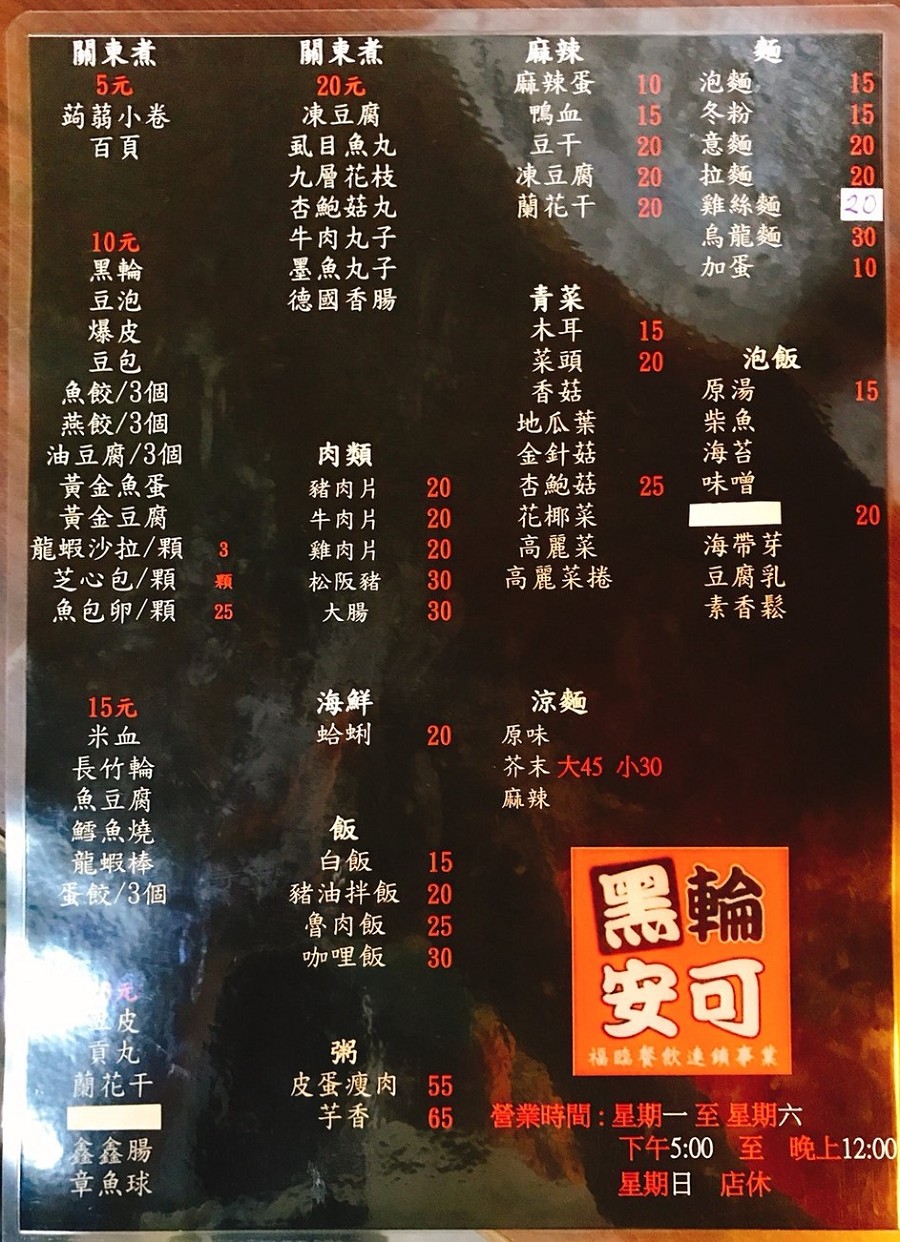 關東煮
5元
蒟蒻小卷
百頁
10元
黑輪
豆泡
爆皮
豆包
魚餃/3個
燕餃/3個
油豆腐/3個
黃金魚蛋
黃金豆腐
龍蝦沙拉/顆 3
芝心包/顆 顆
魚包卵/顆 25
15元
米血
長竹輪
魚豆腐
鱈魚燒
龍蝦棒
蛋餃/3個
元
豆皮
貢丸
蘭花干
鑫鑫腸
章魚球
關東煮
20元
凍豆腐
虱目魚丸
九層花枝
杏鮑菇丸
牛肉丸子
墨魚丸子
德國香腸
肉類
豬肉片 20
牛肉片 20
雞肉片 20
松阪豬 30
大腸 30
海鮮
蛤蜊 20
飯
白飯 15
豬油拌飯 20
魯肉飯 25
咖哩飯 30
粥
皮蛋瘦肉 55
芋香 65
麻辣
麻辣蛋 10
鴨血 15
豆干 20
凍豆腐 20
蘭花干 20
青菜
木耳 15
菜頭 20
香菇
地瓜葉
金針菇
杏鮑菇 25
花椰菜
高麗菜
高麗菜捲
涼麵
原味
芥末 大45 小30
麻辣
麵
泡麵 15
冬粉 15
意麵 20
拉麵 20
雞絲麵 20
烏龍麵 30
加蛋 10
泡飯
原湯 15
柴魚
海苔
味噌
20
海帶芽
豆腐乳
素香鬆
黑輪
安可
福臨餐飲連鎖事業
營業時間：星期一 至 星期六
下午5:00 至 晚上12:00
星期日 店休